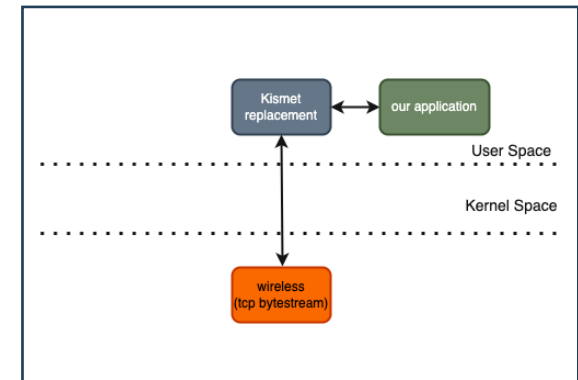 Kismet
replacement
our application
User Space
Kernel Space
wireless
(tcp bytestream)